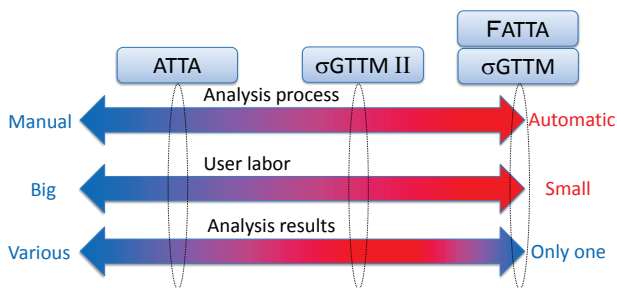 FATTA
ATTA σGTTM II σGTTM
Analysis process
Manual Automatic
User labor
Big Small
Analysis results
Various Only one